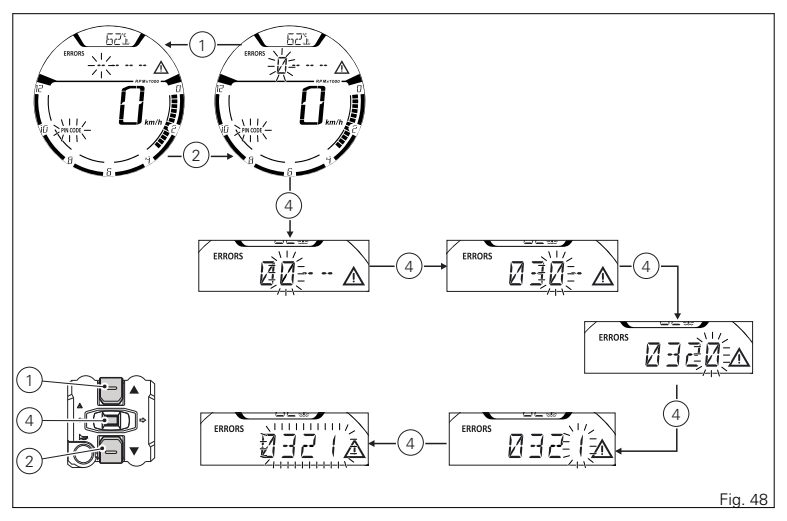 62°C
ERRORS
- -- -- --
RPMx1000
12
0
0
km/h
10
PIN CODE
2
8
4
6
1
2
62°C
ERRORS
0 -- -- --
RPMx1000
12
0
0
km/h
10
PIN CODE
2
8
4
6
4
ERRORS
00 -- --
4
ERRORS
030 --
4
ERRORS
0320
4
ERRORS
0321
4
ERRORS
0321
1
4
2
Fig. 48